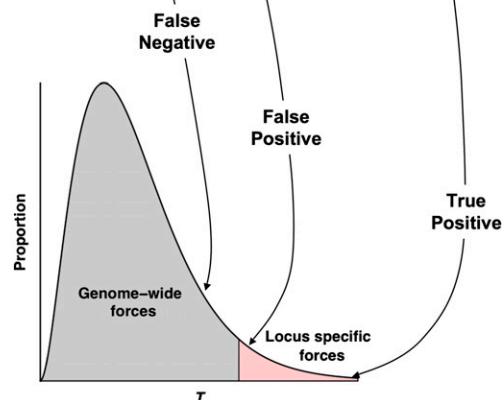 False
Negative
False
Positive
True
Positive
Proportion
Genome–wide
forces
Locus specific
forces
T